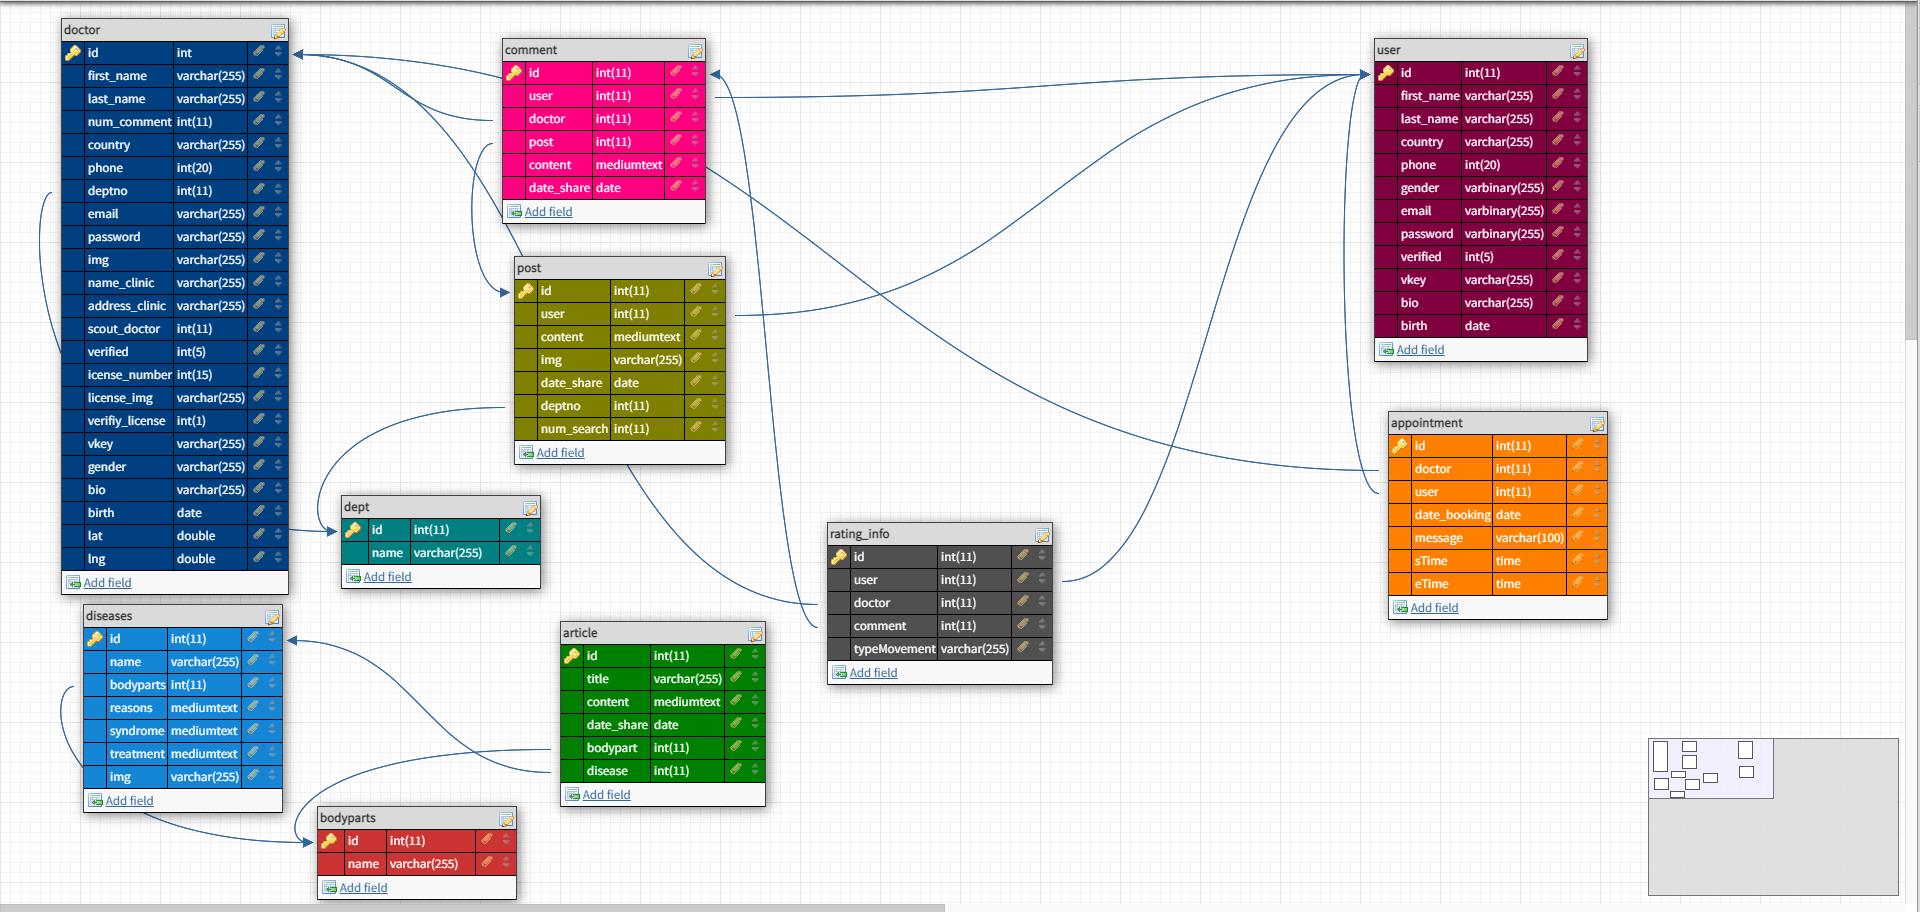 doctor
id int
first_name varchar(255)
last_name varchar(255)
num_comment int(11)
country varchar(255)
phone int(20)
deptno int(11)
email varchar(255)
password varchar(255)
img varchar(255)
name_clinic varchar(255)
address_clinic varchar(255)
scout_doctor int(11)
verified int(5)
icense_number int(15)
license_img varchar(255)
verifiy_license int(1)
vkey varchar(255)
gender varchar(255)
bio varchar(255)
birth date
lat double
lng double
Add field
comment
id int(11)
user int(11)
doctor int(11)
post int(11)
content mediumtext
date_share date
Add field
user
id int(11)
first_name varchar(255)
last_name varchar(255)
country varchar(255)
phone int(20)
gender varbinary(255)
email varbinary(255)
password varbinary(255)
verified int(5)
vkey varchar(255)
bio varchar(255)
birth date
Add field
post
id int(11)
user int(11)
content mediumtext
img varchar(255)
date_share date
deptno int(11)
num_search int(11)
Add field
appointment
id int(11)
doctor int(11)
user int(11)
date_booking date
message varchar(100)
sTime time
eTime time
Add field
dept
id int(11)
name varchar(255)
Add field
rating_info
id int(11)
user int(11)
doctor int(11)
comment int(11)
typeMovement varchar(255)
Add field
diseases
id int(11)
name varchar(255)
bodyparts int(11)
reasons mediumtext
syndrome mediumtext
treatment mediumtext
img varchar(255)
Add field
article
id int(11)
title varchar(255)
content mediumtext
date_share date
bodypart int(11)
disease int(11)
Add field
bodyparts
id int(11)
name varchar(255)
Add field